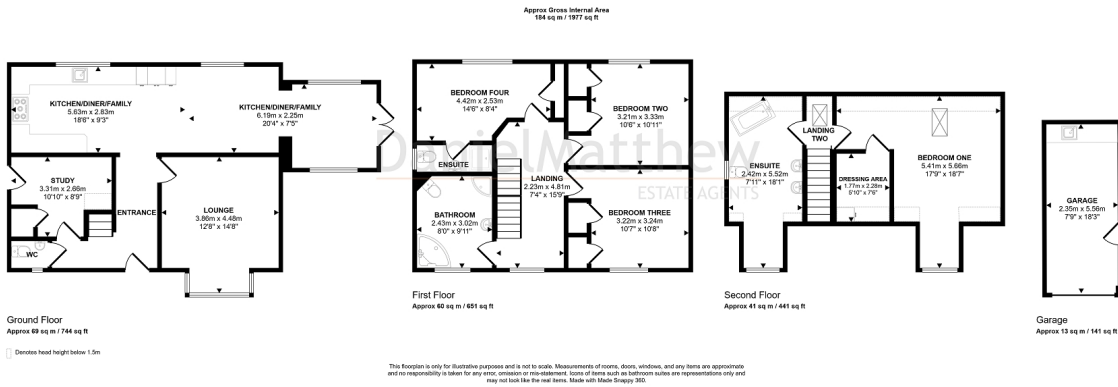 Approx Gross Internal Area
184 sq m / 1977 sq ft
KITCHEN/DINER/FAMILY
5.63m x 2.83m
18'6" x 9'3"
KITCHEN/DINER/FAMILY
6.19m x 2.25m
20'4" x 7'5"
STUDY
3.31m x 2.66m
10'10" x 8'9"
ENTRANCE
LOUNGE
3.86m x 4.48m
12'8" x 14'8"
WC
Ground Floor
Approx 69 sq m / 744 sq ft
Denotes head height below 1.5m
BEDROOM FOUR
4.42m x 2.53m
14'6" x 8'4"
BEDROOM TWO
3.21m x 3.33m
10'6" x 10'11"
ENSUITE
LANDING
2.23m x 4.81m
7'4" x 15'9"
BATHROOM
2.43m x 3.02m
8'0" x 9'11"
BEDROOM THREE
3.22m x 3.24m
10'7" x 10'8"
First Floor
Approx 60 sq m / 651 sq ft
DanielMatthew
ESTATE AGENTS
LANDING
TWO
ENSUITE
2.42m x 5.52m
7'11" x 18'1"
BEDROOM ONE
5.41m x 5.66m
17'9" x 18'7"
DRESSING AREA
1.77m x 2.28m
5'10" x 7'6"
Second Floor
Approx 41 sq m / 441 sq ft
GARAGE
2.35m x 5.56m
7'9" x 18'3"
Garage
Approx 13 sq m / 141 sq ft
This floorplan is only for illustrative purposes and is not to scale. Measurements of rooms, doors, windows, and any items are approximate
and no responsibility is taken for any error, omission or mis-statement. Icons of items such as bathroom suites are representations only and
may not look like the real items. Made with Made Snappy 360.